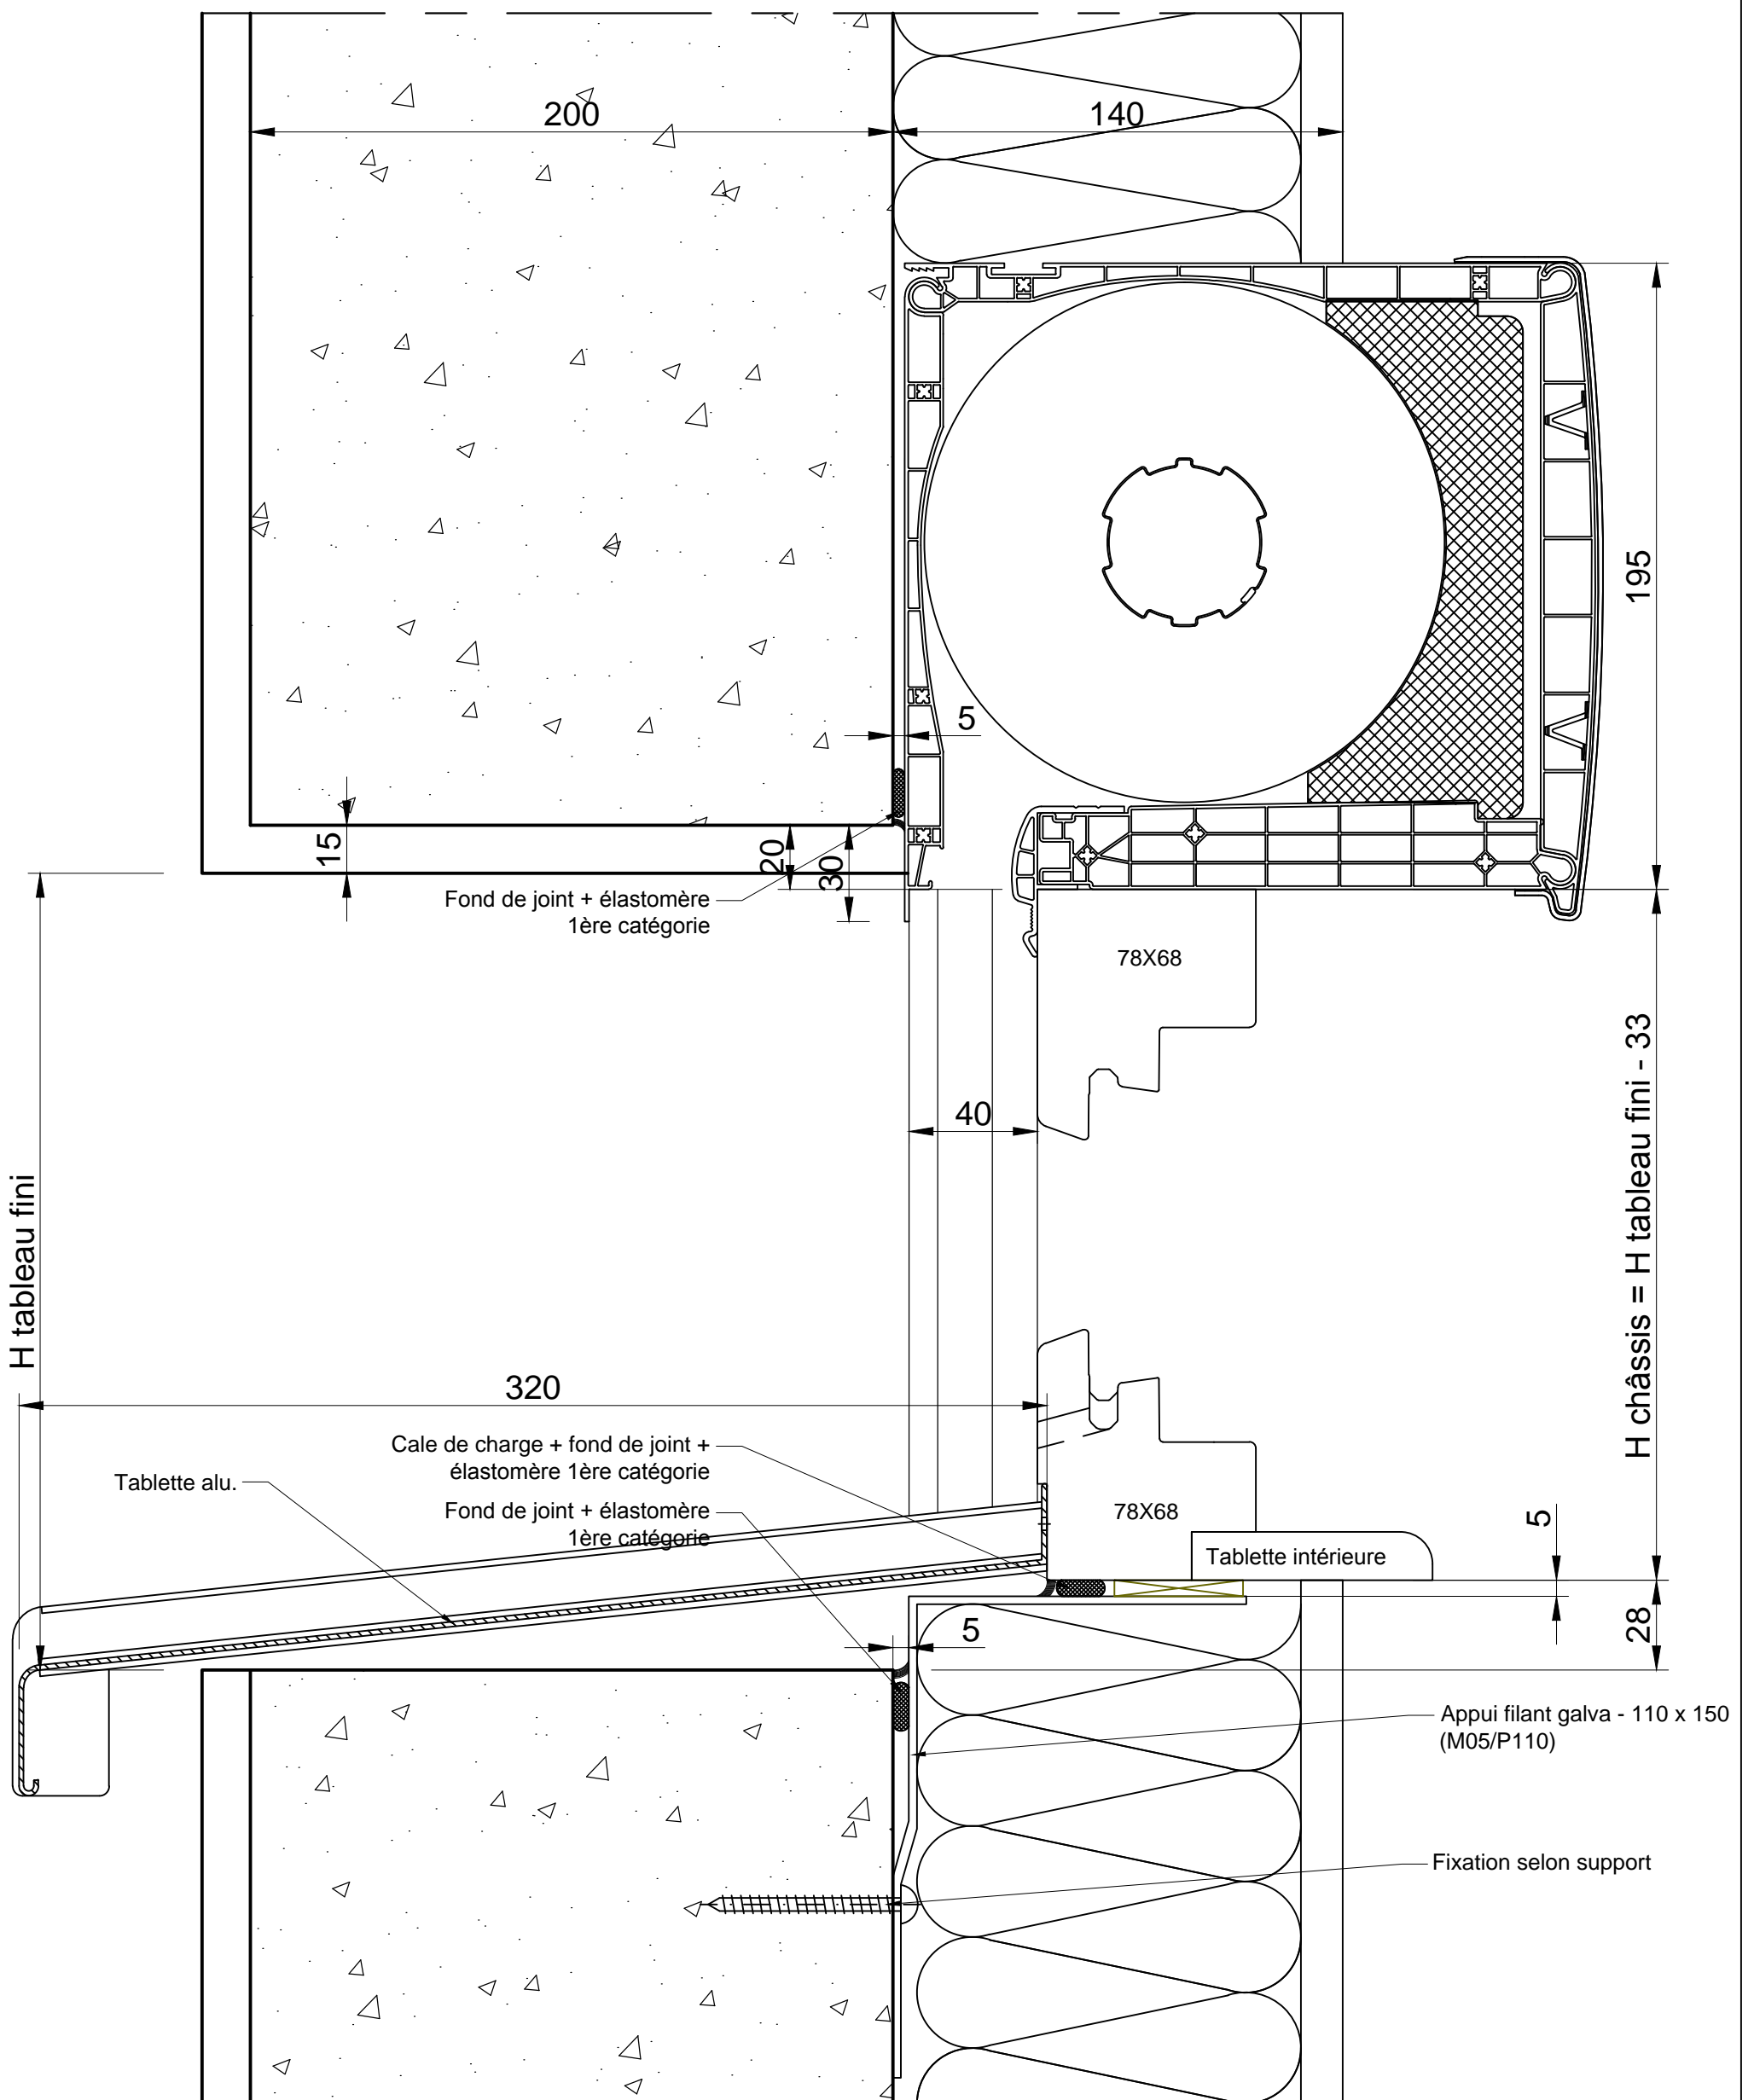 200
140
195
5
15
20
30
Fond de joint + élastomère
1ère catégorie
78X68
40
H tableau fini
H châssis = H tableau fini - 33
320
Cale de charge + fond de joint +
élastomère 1ère catégorie
Tablette alu.
Fond de joint + élastomère
1ère catégorie
78X68
5
Tablette intérieure
5
28
Appui filant galva - 110 x 150
(M05/P110)
Fixation selon support